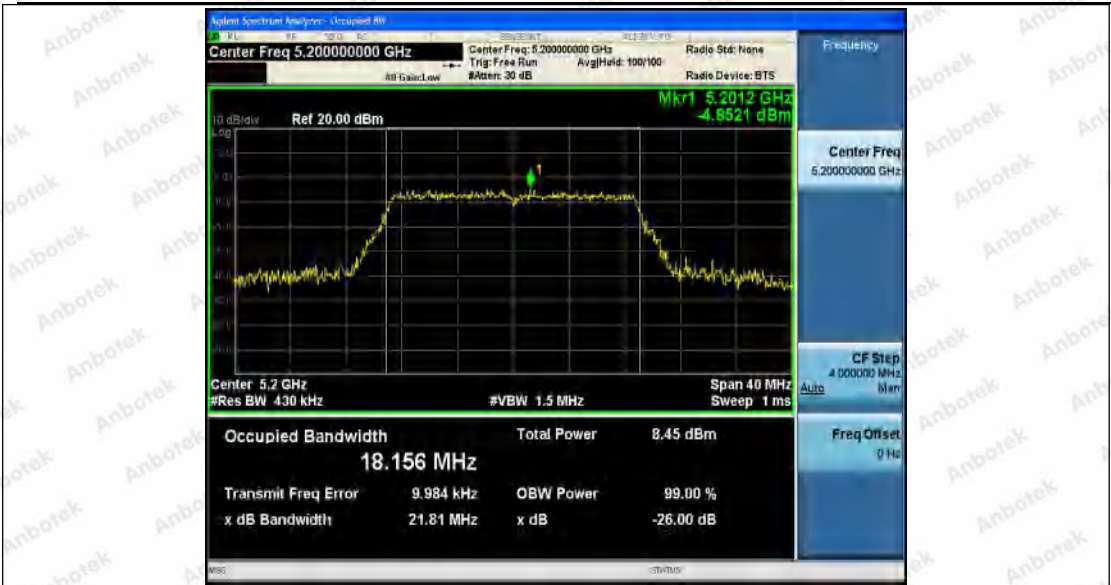 Agilent Spectrum Analyzer - Occupied BW
Center Freq 5.200000000 GHz
Center Freq: 5.200000000 GHz
Radio Std: None
Trig: Free Run
Avg|Hold: 100/100
#IFGain:Low
#Atten: 30 dB
Radio Device: BTS
Frequency
Mkr1 5.2012 GHz
-4.8521 dBm
10 dB/div
Ref 20.00 dBm
Log
1
Center Freq
5.200000000 GHz
Center 5.2 GHz
Span 40 MHz
#Res BW 430 kHz
#VBW 1.5 MHz
Sweep 1 ms
CF Step
4.000000 MHz
Auto
Man
Occupied Bandwidth
Total Power
8.45 dBm
18.156 MHz
Freq Offset
0 Hz
Transmit Freq Error
9.984 kHz
OBW Power
99.00 %
x dB Bandwidth
21.81 MHz
x dB
-26.00 dB
MSG
STATUS
Anbotek